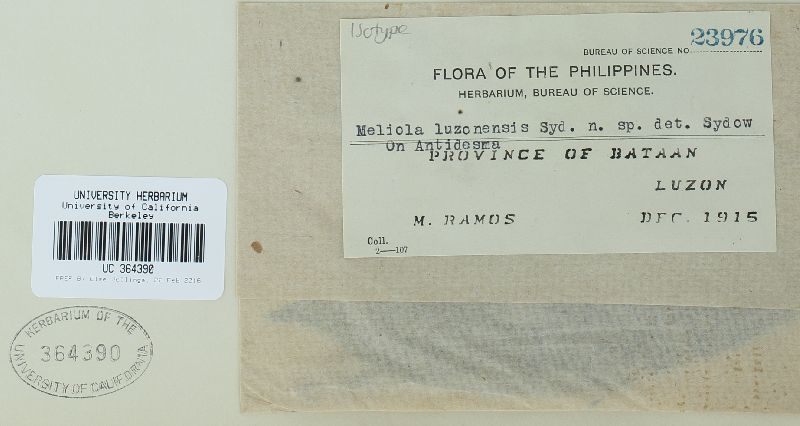 Isotype
BUREAU OF SCIENCE NO. 23976
FLORA OF THE PHILIPPINES.
HERBARIUM, BUREAU OF SCIENCE.
Meliola luzonensis Syd. n. sp. det. Sydow
On Antidesma
PROVINCE OF BATAAN
LUZON
M. RAMOS DEC. 1915
Coll.
2—107
UNIVERSITY HERBARIUM
University of California
Berkeley
UC 364390
HERBARIUM OF THE
364390
UNIVERSITY OF CALIFORNIA